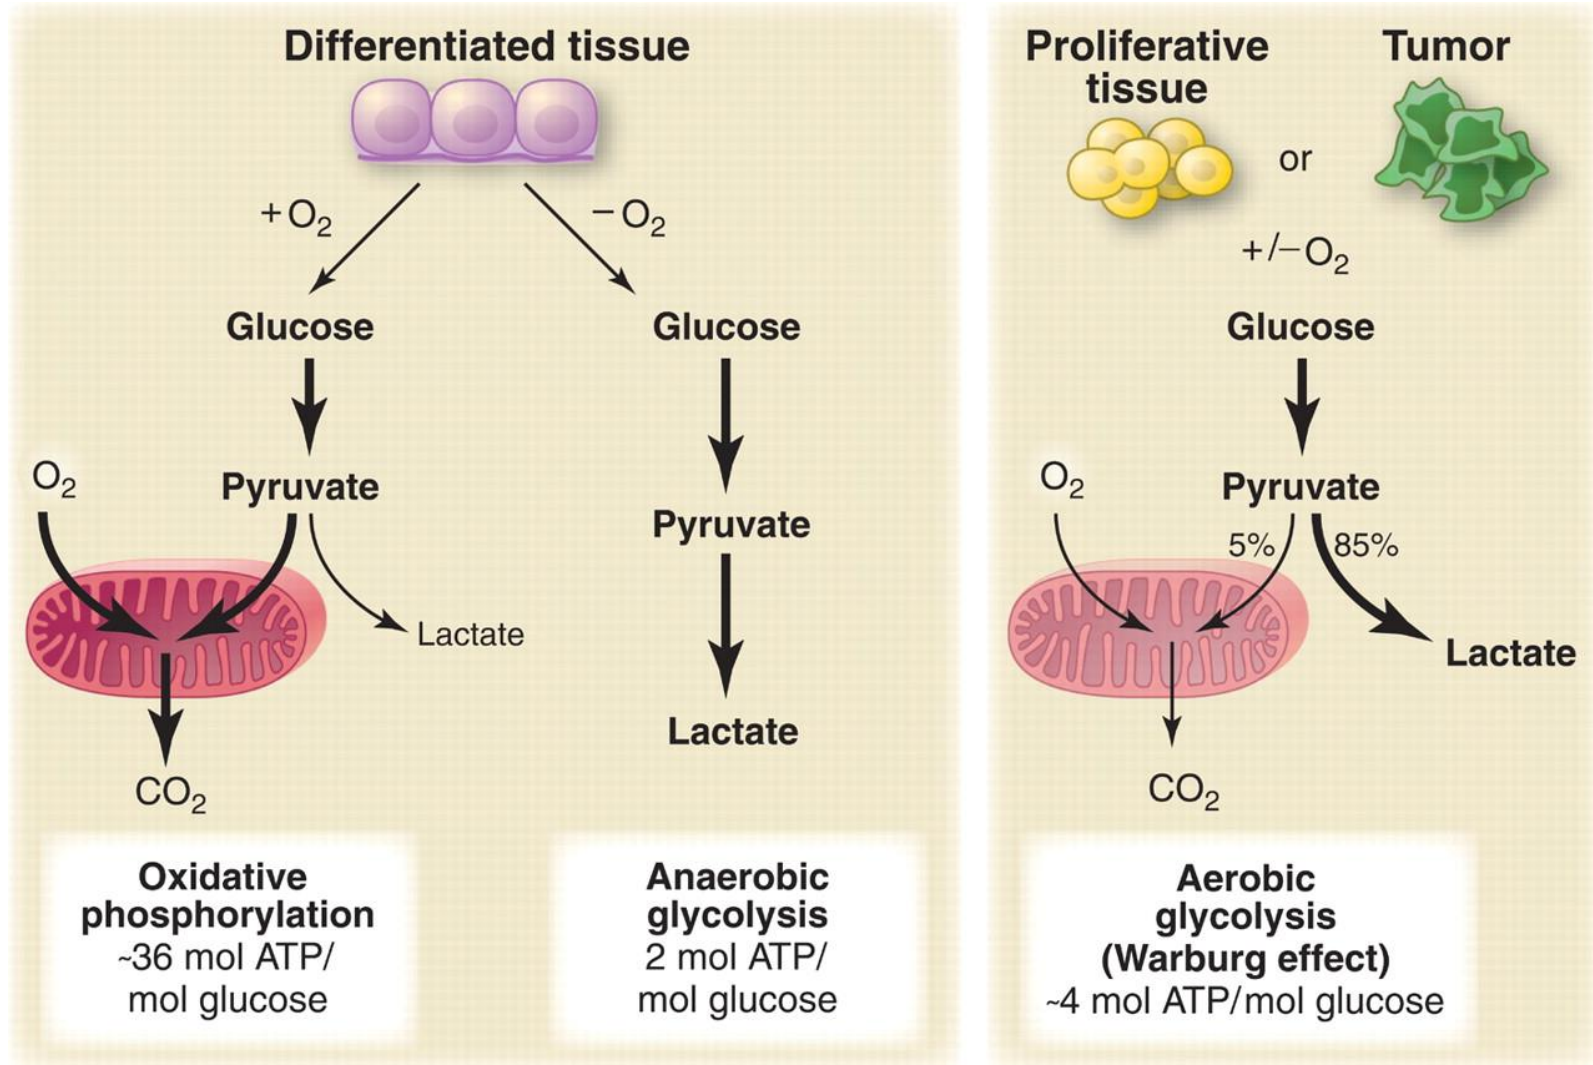 Differentiated tissue
+O₂
−O₂
Glucose
Glucose
O₂
Pyruvate
Pyruvate
Lactate
Lactate
CO₂
Oxidative
phosphorylation
~36 mol ATP/
mol glucose
Anaerobic
glycolysis
2 mol ATP/
mol glucose
Proliferative
tissue
or
Tumor
+/−O₂
Glucose
O₂
Pyruvate
5%
85%
Lactate
CO₂
Aerobic
glycolysis
(Warburg effect)
~4 mol ATP/mol glucose